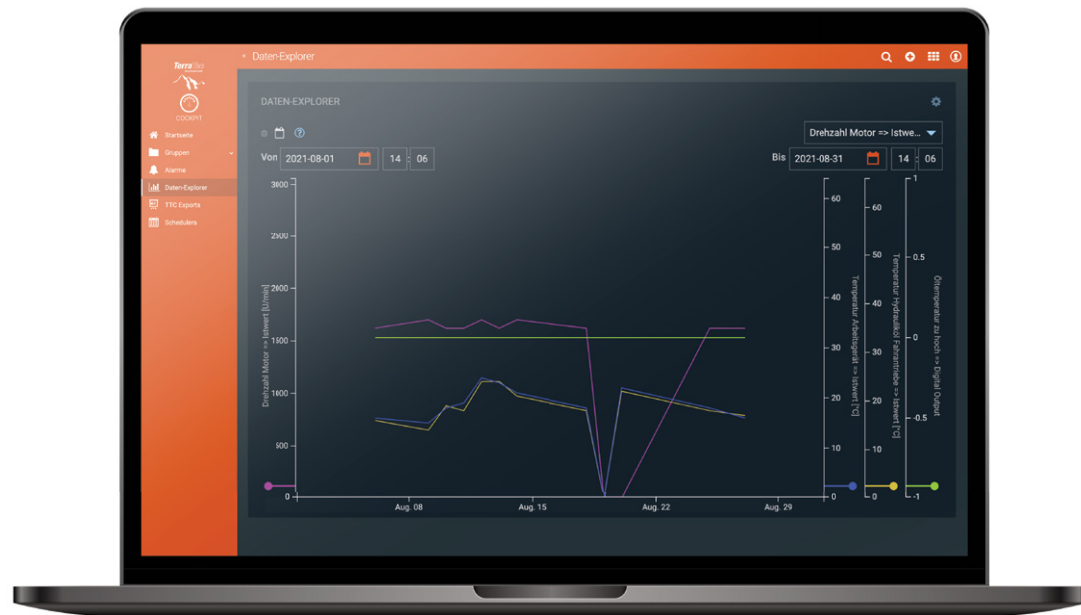 Terra
COCKPIT
Startseite
Gruppen
Alarme
Daten-Explorer
TTC Exports
Schedulers
Daten-Explorer
DATEN-EXPLORER
Drehzahl Motor => Istwe...
Von 2021-08-01 14 : 06
Bis 2021-08-31 14 : 06
3000
2500
2000
1500
1000
500
0
Drehzahl Motor => Istwert [U/min]
Aug. 08
Aug. 15
Aug. 22
Aug. 29
60
50
40
30
20
10
0
Temperatur Arbeitsgerät => Istwert [°C]
60
50
40
30
20
10
0
Temperatur Hydrauliköl Fahrantriebe => Istwert [°C]
1
0.5
0
-0.5
-1
Öltemperatur zu hoch => Digital Output